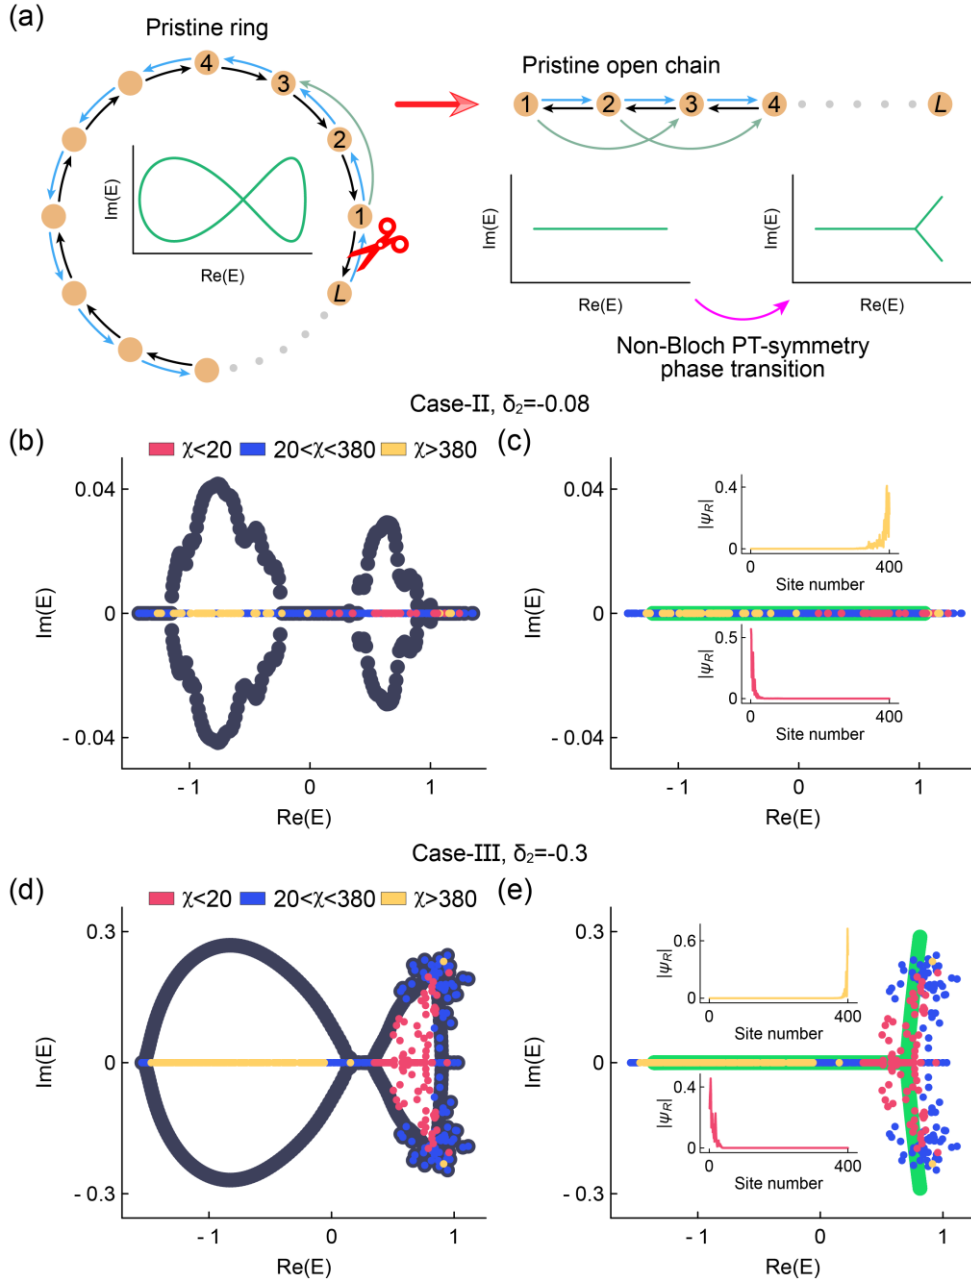 (a)
Pristine ring
4
3
2
1
L
Im(E)
Re(E)
Pristine open chain
1
2
3
4
L
Im(E)
Re(E)
Im(E)
Re(E)
Non-Bloch PT-symmetry
phase transition
Case-II, δ₂=-0.08
(b)
χ<20
20<χ<380
χ>380
0.04
0
- 0.04
Im(E)
- 1
0
1
Re(E)
(c)
0.04
0
- 0.04
Im(E)
- 1
0
1
Re(E)
0.4
0
|ψR|
0
400
Site number
0.5
0
|ψR|
0
400
Site number
Case-III, δ₂=-0.3
(d)
χ<20
20<χ<380
χ>380
0.3
0
- 0.3
Im(E)
- 1
0
1
Re(E)
(e)
0.3
0
- 0.3
Im(E)
- 1
0
1
Re(E)
0.6
0
|ψR|
0
400
Site number
0.4
0
|ψR|
0
400
Site number